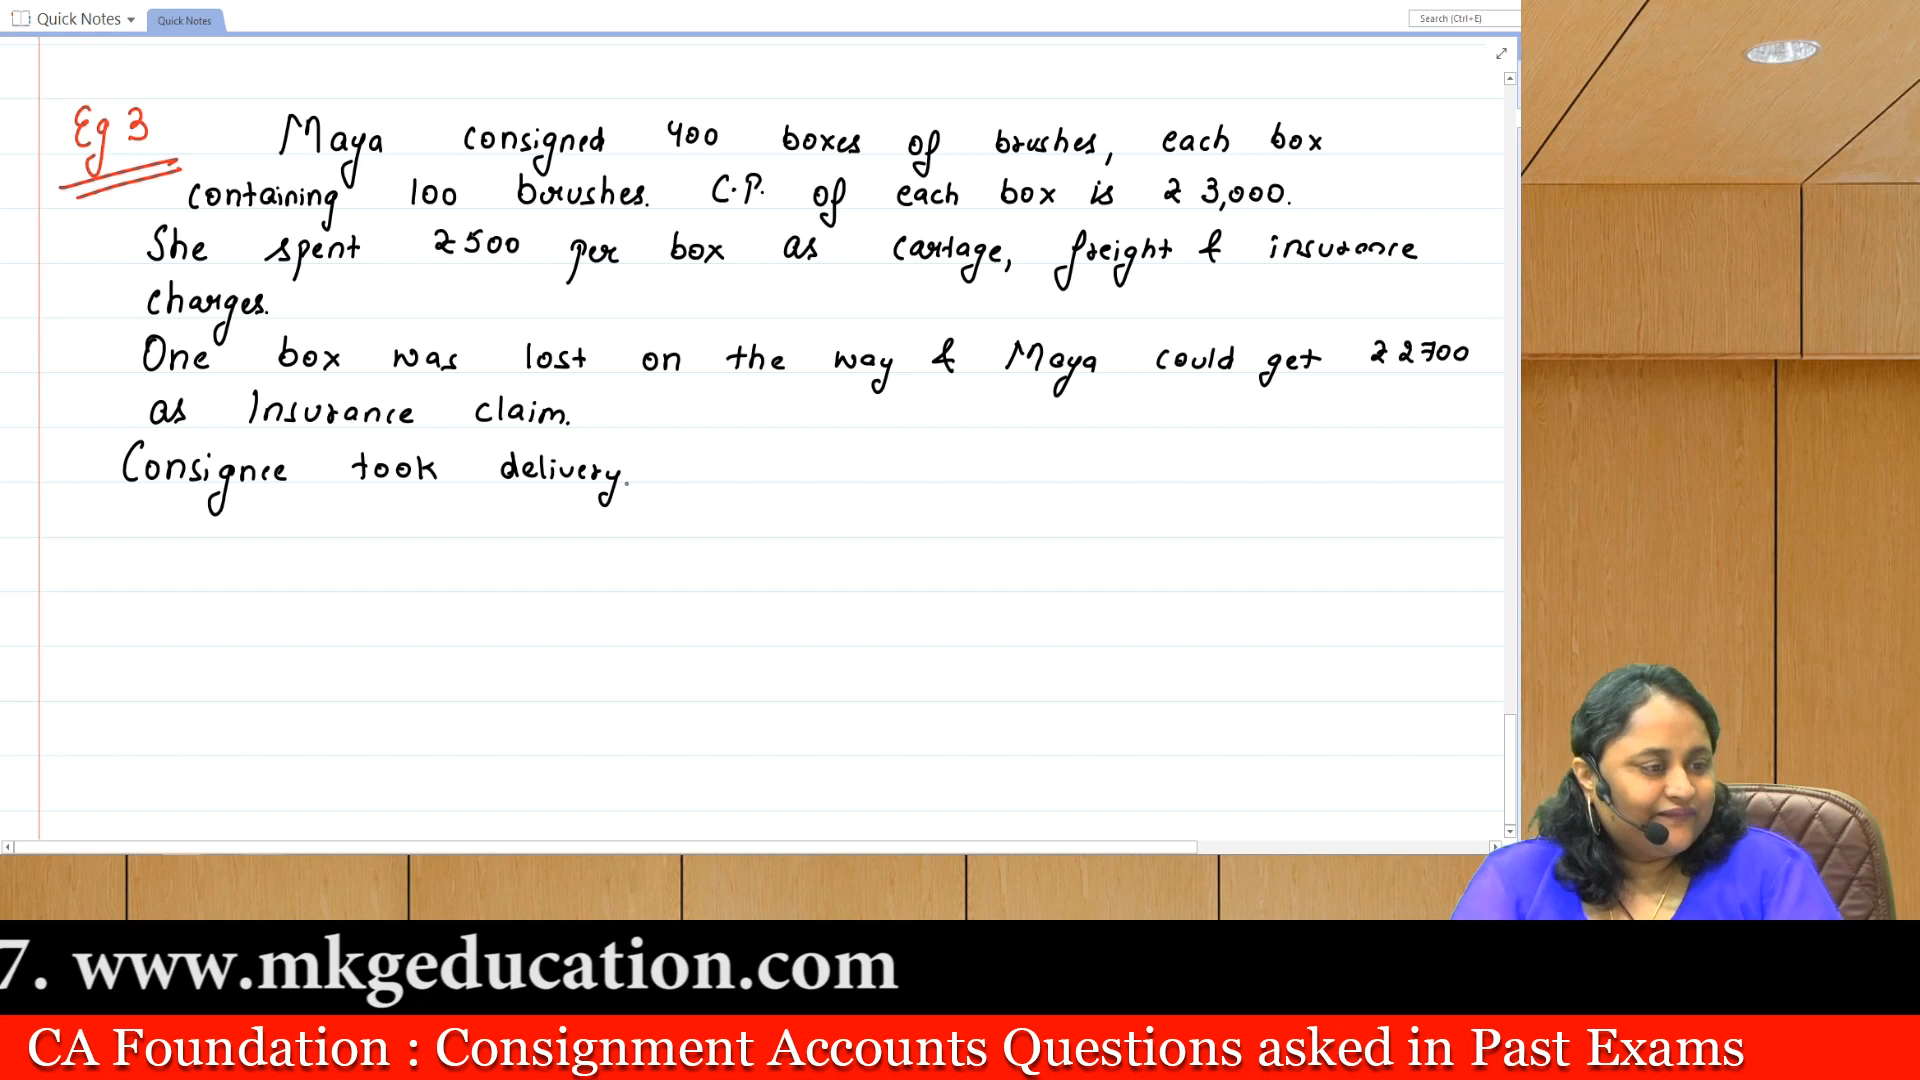 Quick Notes
Quick Notes
Search (Ctrl+E)
Eg 3
Maya consigned 400 boxes of brushes, each box
containing 100 brushes. C.P. of each box is ₹ 3,000.
She spent ₹ 500 per box as cartage, freight & insurance
charges.
One box was lost on the way & Maya could get ₹ 2700
as Insurance claim.
Consignee took delivery.
7. www.mkgeducation.com
CA Foundation : Consignment Accounts Questions asked in Past Exams